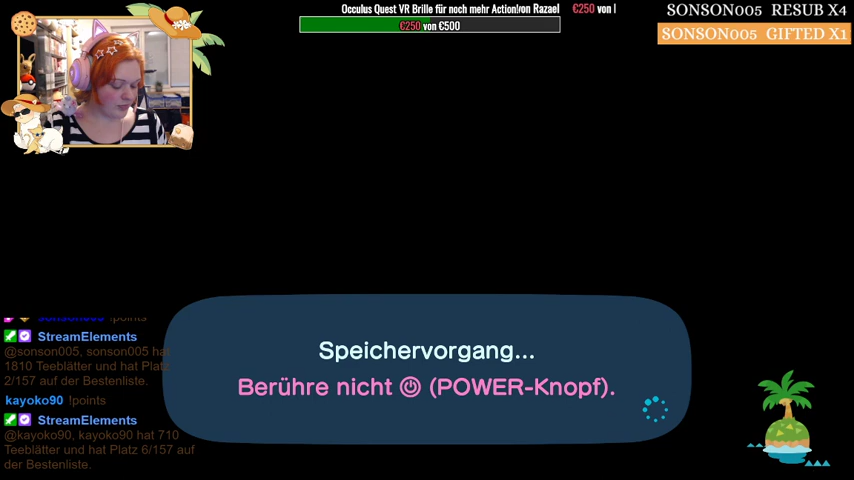 Occulus Quest VR Brille für noch mehr Action!ron Razael €250 von
€250 von €500
SONSON005 RESUB X4
SONSON005 GIFTED X1
sonson005 !points
StreamElements
@sonson005, sonson005 hat
1810 Teeblätter und hat Platz
2/157 auf der Bestenliste.
kayoko90 !points
StreamElements
@kayoko90, kayoko90 hat 710
Teeblätter und hat Platz 6/157 auf
der Bestenliste.
Speichervorgang...
Berühre nicht (POWER-Knopf).